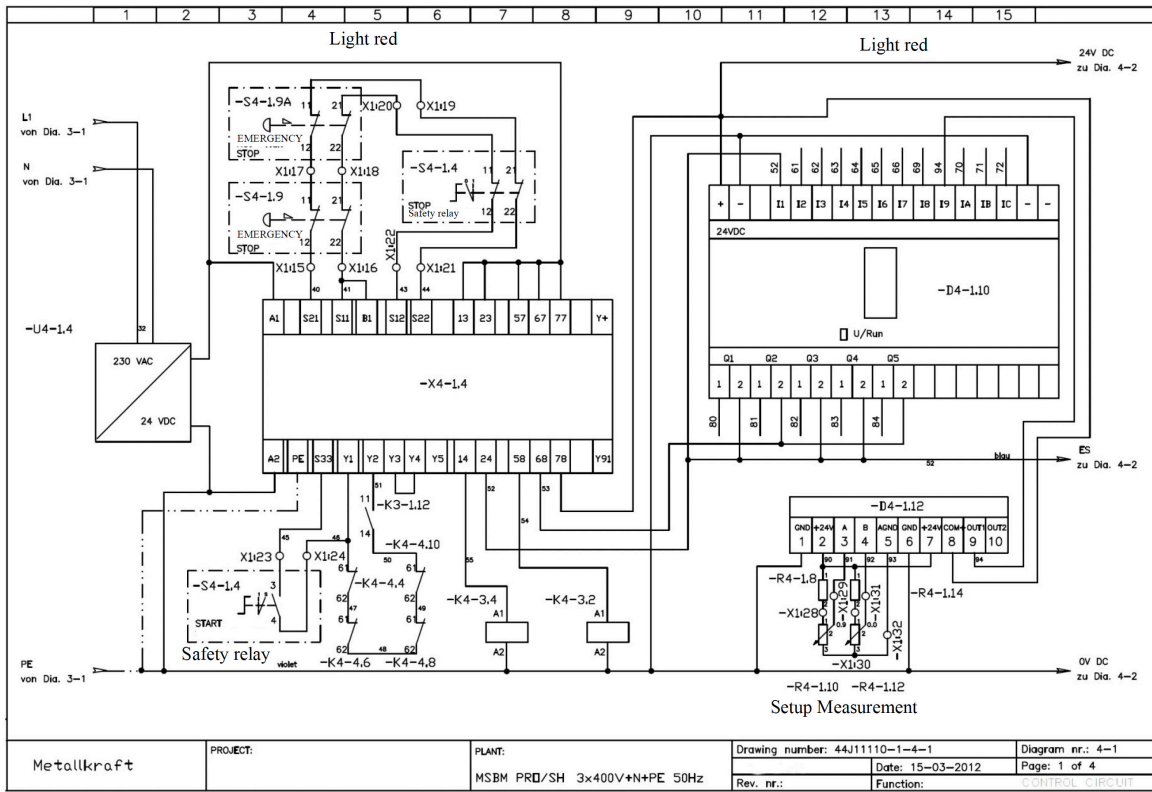 1 2 3 4 5 6 7 8 9 10 11 12 13 14 15
Light red
Light red
24V DC
zu Dia. 4-2
L1
von Dia. 3-1
N
von Dia. 3-1
-S4-1.9A
11 21
EMERGENCY
STOP
12 22
X1:20 X1:19
X1:17 X1:18
-S4-1.9
11 21
EMERGENCY
STOP
12 22
-S4-1.4
11 21
STOP
Safety relay
12 22
X1:22
X1:15 X1:16 X1:21
40 41 43 44
A1 S21 S11 B1 S12 S22 13 23 57 67 77 Y+
-X4-1.4
A2 PE S33 Y1 Y2 Y3 Y4 Y5 14 24 58 68 78 Y91
-U4-1.4
32
230 VAC
24 VDC
52 61 62 63 64 65 66 69 94 70 71 72
+ - I1 I2 I3 I4 I5 I6 I7 I8 I9 IA IB IC - -
24VDC
-D4-1.10
U/Run
Q1 Q2 Q3 Q4 Q5
1 2 1 2 1 2 1 2 1 2
80 81 82 83 84
blau
52
ES
zu Dia. 4-2
51 52 53
54
55
-K3-1.12
11
14
50
45 46
X1:23 X1:24
-S4-1.4
3
4
START
Safety relay
-K4-4.10
61 61
-K4-4.4
62 62
47 49
61 61
62 62
48
-K4-4.6 -K4-4.8
-K4-3.4
A1
A2
-K4-3.2
A1
A2
-D4-1.12
GND +24V A B AGND GND +24V COM+ OUT1 OUT2
1 2 3 4 5 6 7 8 9 10
90 91 92 93 94
-R4-1.8
-X1:29
-X1:31
-R4-1.14
-X1:28
-X1:32
-X1:30
-R4-1.10 -R4-1.12
Setup Measurement
PE
von Dia. 3-1
violet
0V DC
zu Dia. 4-2
Metallkraft
PROJECT:
PLANT:
MSBM PRO/SH 3x400V+N+PE 50Hz
Drawing number: 44J11110-1-4-1
Diagram nr.: 4-1
Date: 15-03-2012
Page: 1 of 4
Rev. nr.:
Function:
CONTROL CIRCUIT